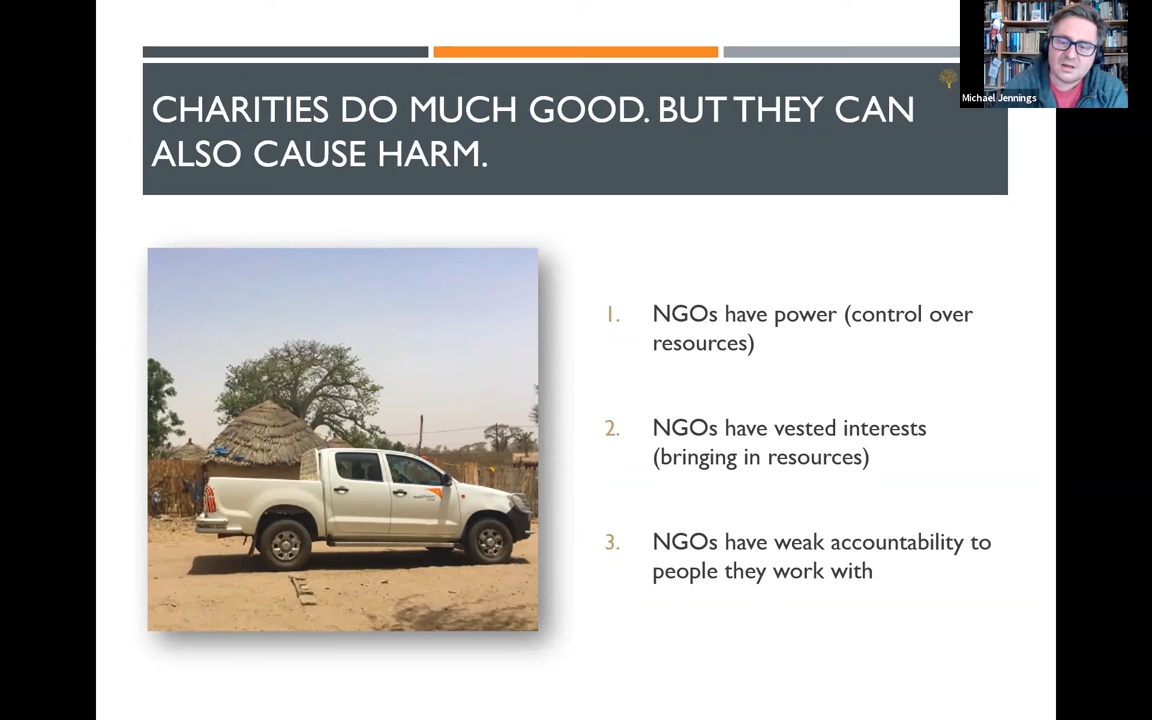 CHARITIES DO MUCH GOOD. BUT THEY CAN
ALSO CAUSE HARM.
Michael Jennings
1. NGOs have power (control over
resources)
2. NGOs have vested interests
(bringing in resources)
3. NGOs have weak accountability to
people they work with